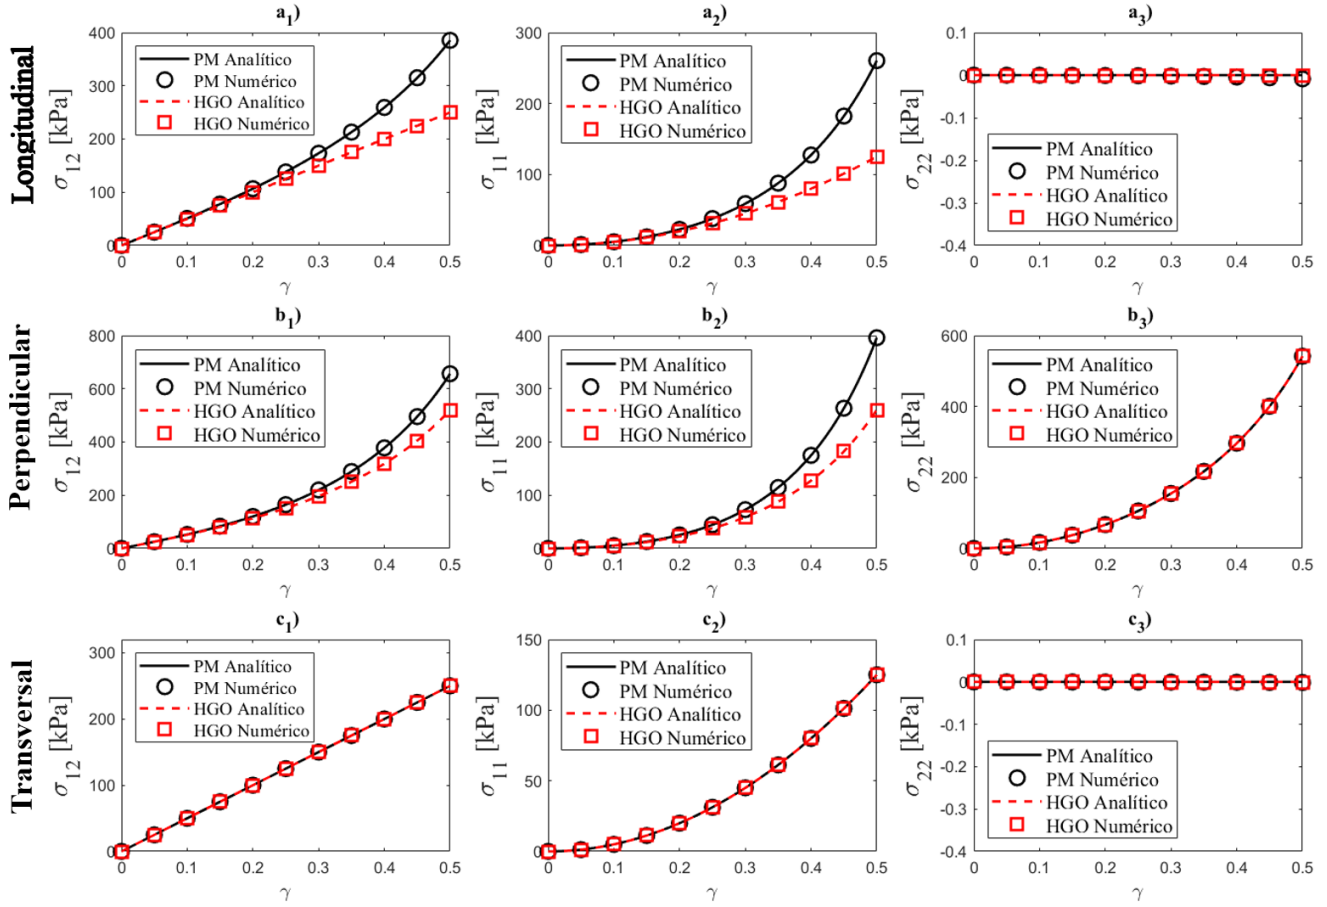 Longitudinal
a1)
400
300
200
100
0
σ12 [kPa]
PM Analítico
PM Numérico
HGO Analítico
HGO Numérico
0 0.1 0.2 0.3 0.4 0.5
γ
a2)
300
200
100
0
σ11 [kPa]
PM Analítico
PM Numérico
HGO Analítico
HGO Numérico
0 0.1 0.2 0.3 0.4 0.5
γ
a3)
0.1
0
-0.1
-0.2
-0.3
-0.4
σ22 [kPa]
PM Analítico
PM Numérico
HGO Analítico
HGO Numérico
0 0.1 0.2 0.3 0.4 0.5
γ
Perpendicular
b1)
800
600
400
200
0
σ12 [kPa]
PM Analítico
PM Numérico
HGO Analítico
HGO Numérico
0 0.1 0.2 0.3 0.4 0.5
γ
b2)
400
300
200
100
0
σ11 [kPa]
PM Analítico
PM Numérico
HGO Analítico
HGO Numérico
0 0.1 0.2 0.3 0.4 0.5
γ
b3)
600
400
200
0
σ22 [kPa]
PM Analítico
PM Numérico
HGO Analítico
HGO Numérico
0 0.1 0.2 0.3 0.4 0.5
γ
Transversal
c1)
300
200
100
0
σ12 [kPa]
PM Analítico
PM Numérico
HGO Analítico
HGO Numérico
0 0.1 0.2 0.3 0.4 0.5
γ
c2)
150
100
50
0
σ11 [kPa]
PM Analítico
PM Numérico
HGO Analítico
HGO Numérico
0 0.1 0.2 0.3 0.4 0.5
γ
c3)
0.1
0
-0.1
-0.2
-0.3
-0.4
σ22 [kPa]
PM Analítico
PM Numérico
HGO Analítico
HGO Numérico
0 0.1 0.2 0.3 0.4 0.5
γ